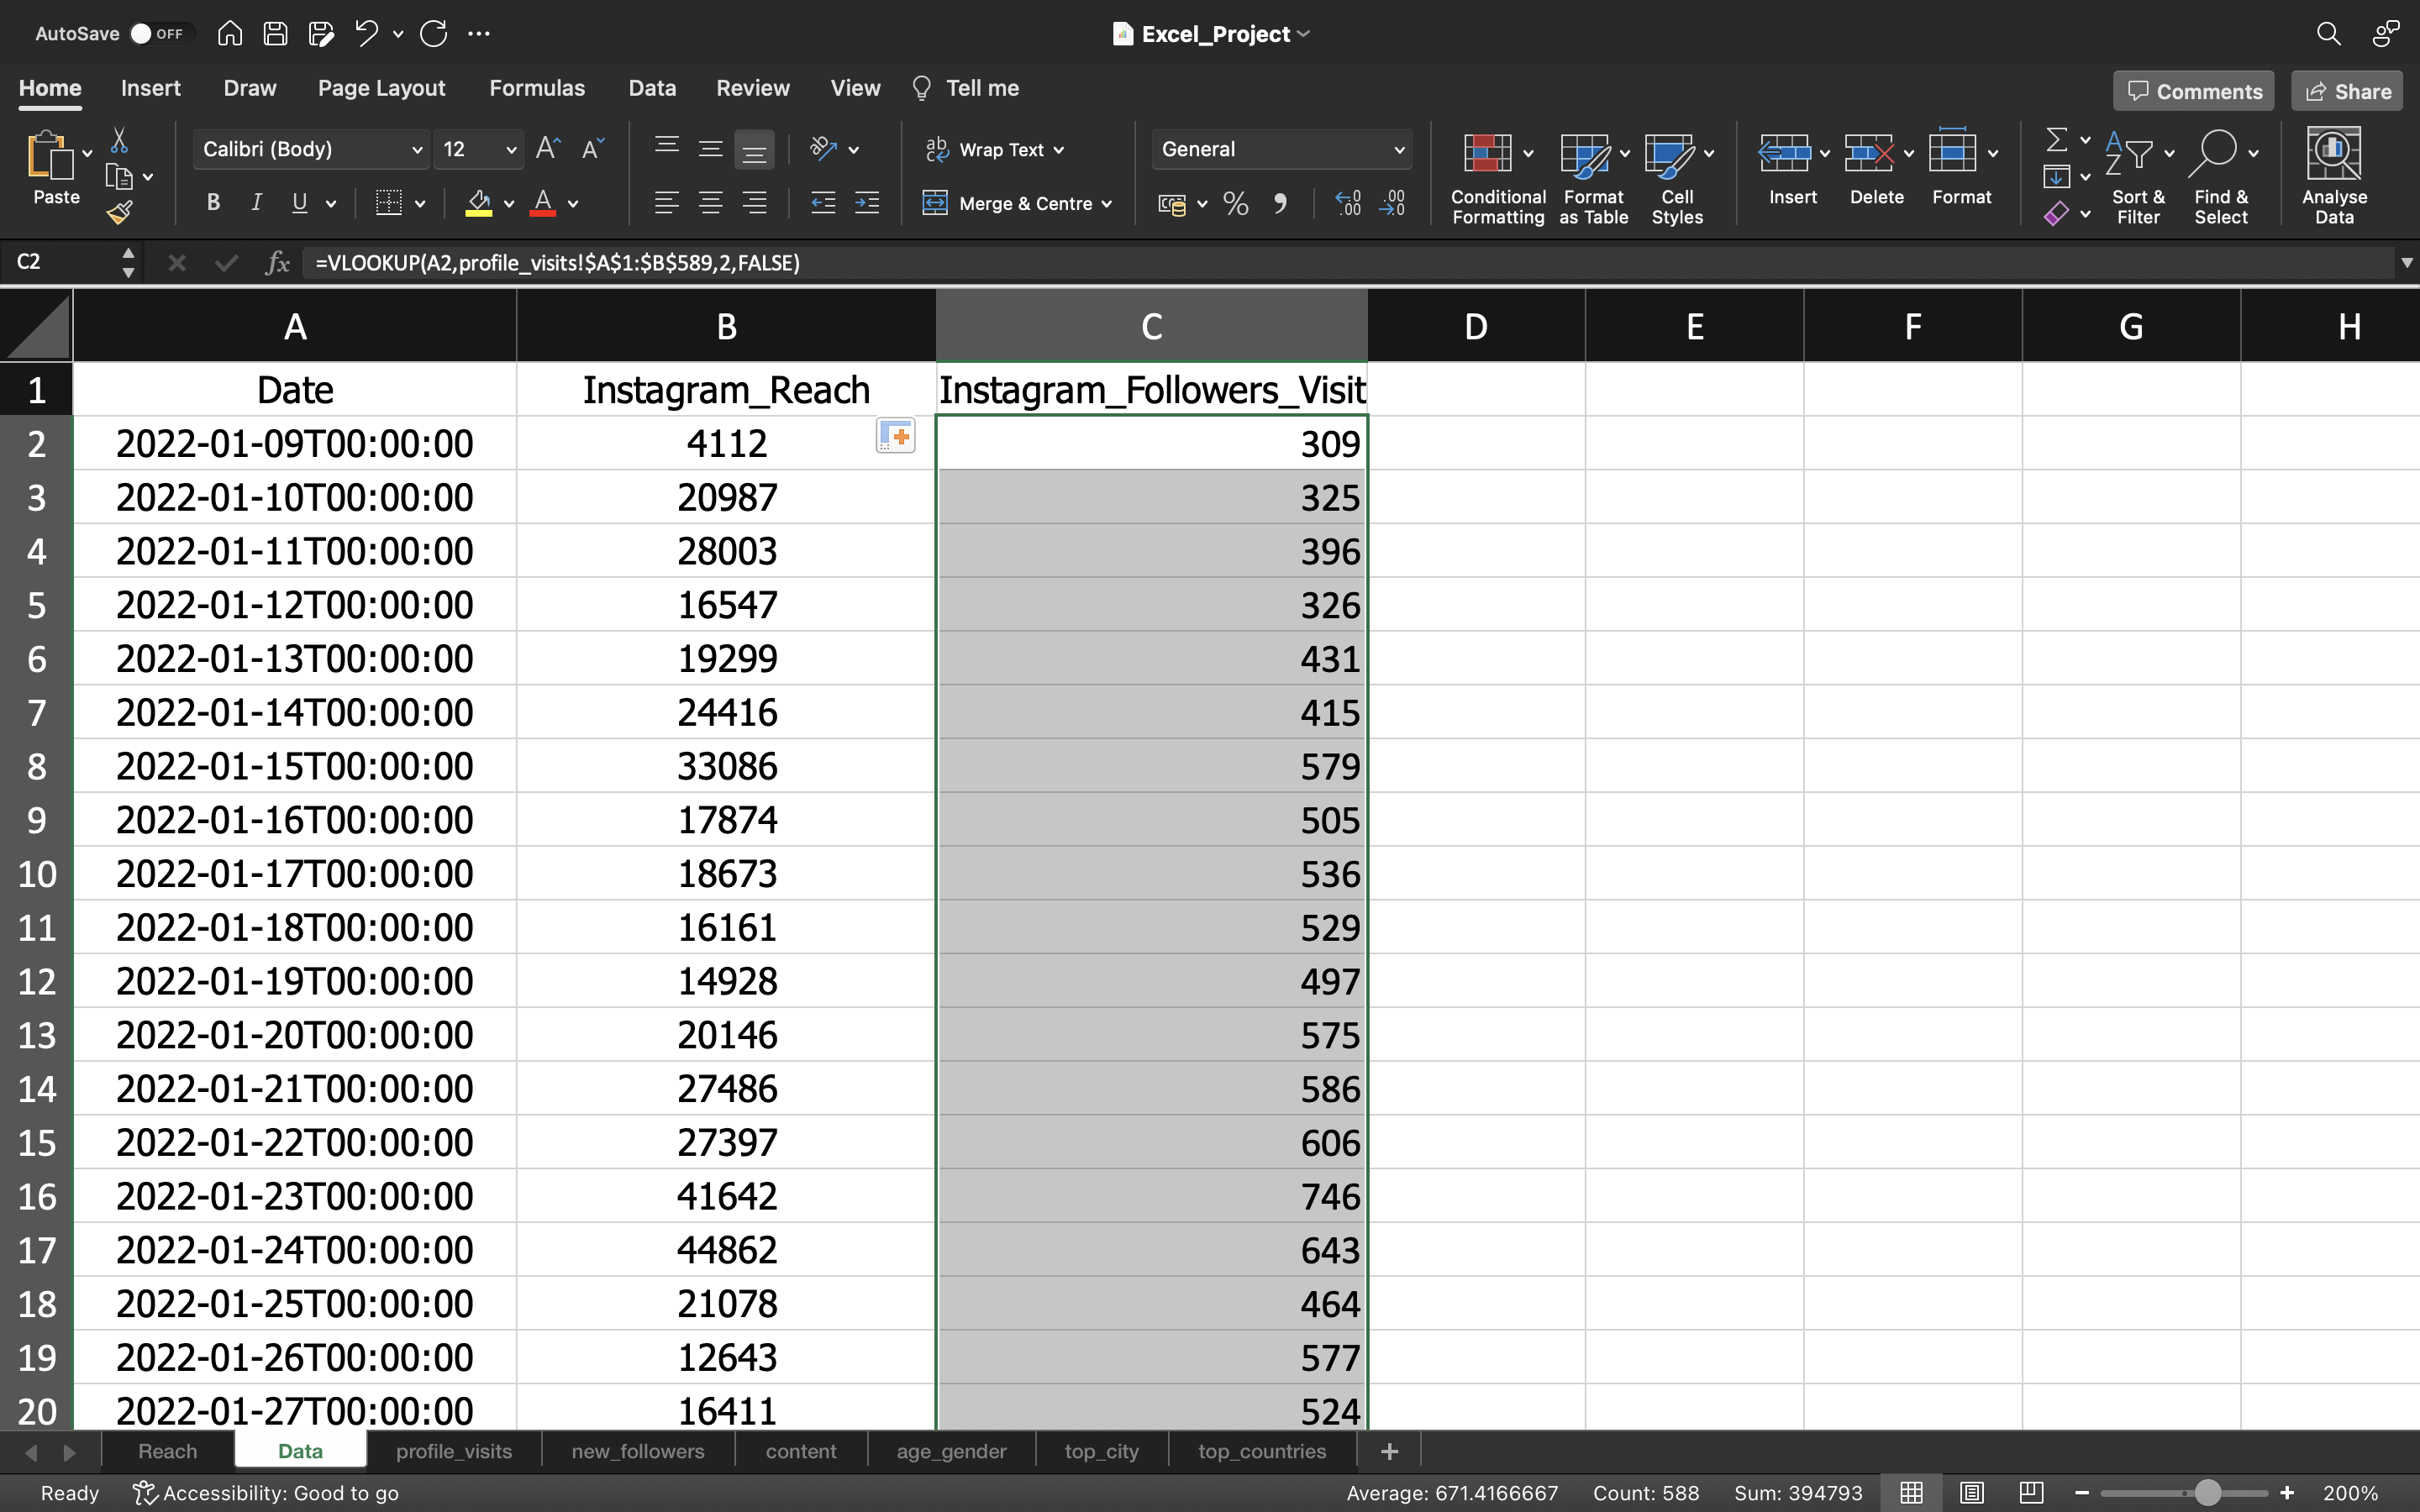 AutoSave OFF Excel_Project
Home Insert Draw Page Layout Formulas Data Review View Tell me Comments Share
Calibri (Body) 12 ab c Wrap Text General
Paste B I U Merge & Centre % Conditional Formatting Format as Table Cell Styles Insert Delete Format Sort & Filter Find & Select Analyse Data
C2 fx =VLOOKUP(A2,profile_visits!$A$1:$B$589,2,FALSE)
A B C D E F G H
1 Date Instagram_Reach Instagram_Followers_Visit
2 2022-01-09T00:00:00 4112 309
3 2022-01-10T00:00:00 20987 325
4 2022-01-11T00:00:00 28003 396
5 2022-01-12T00:00:00 16547 326
6 2022-01-13T00:00:00 19299 431
7 2022-01-14T00:00:00 24416 415
8 2022-01-15T00:00:00 33086 579
9 2022-01-16T00:00:00 17874 505
10 2022-01-17T00:00:00 18673 536
11 2022-01-18T00:00:00 16161 529
12 2022-01-19T00:00:00 14928 497
13 2022-01-20T00:00:00 20146 575
14 2022-01-21T00:00:00 27486 586
15 2022-01-22T00:00:00 27397 606
16 2022-01-23T00:00:00 41642 746
17 2022-01-24T00:00:00 44862 643
18 2022-01-25T00:00:00 21078 464
19 2022-01-26T00:00:00 12643 577
20 2022-01-27T00:00:00 16411 524
Reach Data profile_visits new_followers content age_gender top_city top_countries +
Ready Accessibility: Good to go Average: 671.4166667 Count: 588 Sum: 394793 200%